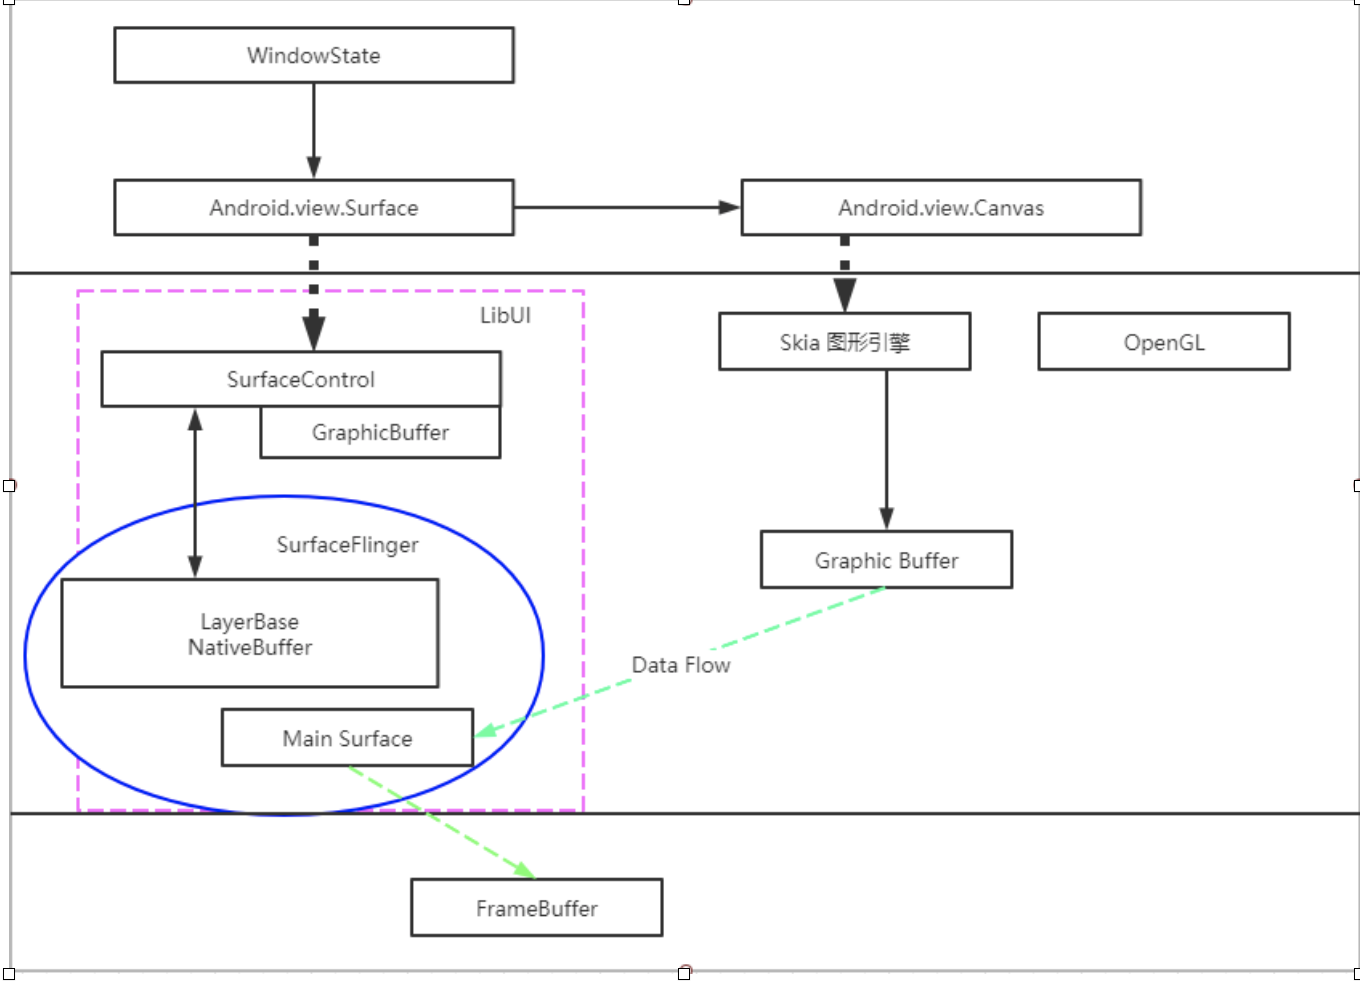 WindowState
Android.view.Surface
Android.view.Canvas
LibUI
Skia 图形引擎
OpenGL
SurfaceControl
GraphicBuffer
SurfaceFlinger
Graphic Buffer
LayerBase
NativeBuffer
Data Flow
Main Surface
FrameBuffer